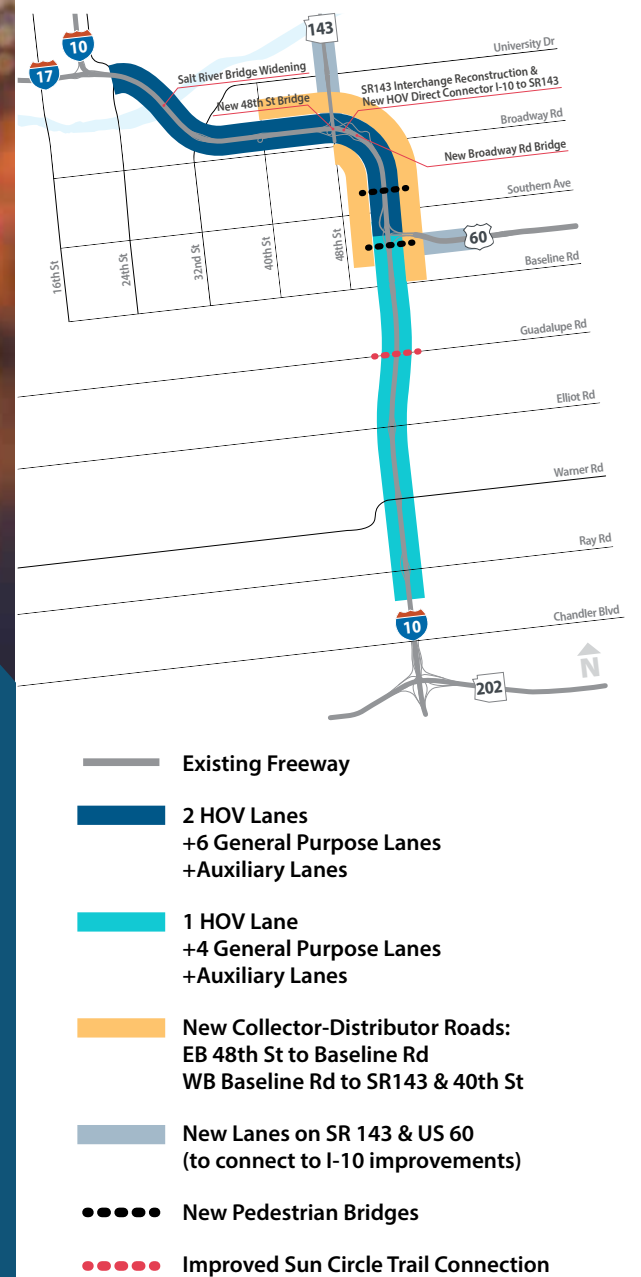 143
10
17
University Dr
Salt River Bridge Widening
SR143 Interchange Reconstruction &
New HOV Direct Connector I-10 to SR143
New 48th St Bridge
Broadway Rd
New Broadway Rd Bridge
Southern Ave
60
16th St
24th St
32nd St
40th St
48th St
Baseline Rd
Guadalupe Rd
Elliot Rd
Warner Rd
Ray Rd
Chandler Blvd
10
N
202
Existing Freeway
2 HOV Lanes
+6 General Purpose Lanes
+Auxiliary Lanes
1 HOV Lane
+4 General Purpose Lanes
+Auxiliary Lanes
New Collector-Distributor Roads:
EB 48th St to Baseline Rd
WB Baseline Rd to SR143 & 40th St
New Lanes on SR 143 & US 60
(to connect to I-10 improvements)
New Pedestrian Bridges
Improved Sun Circle Trail Connection